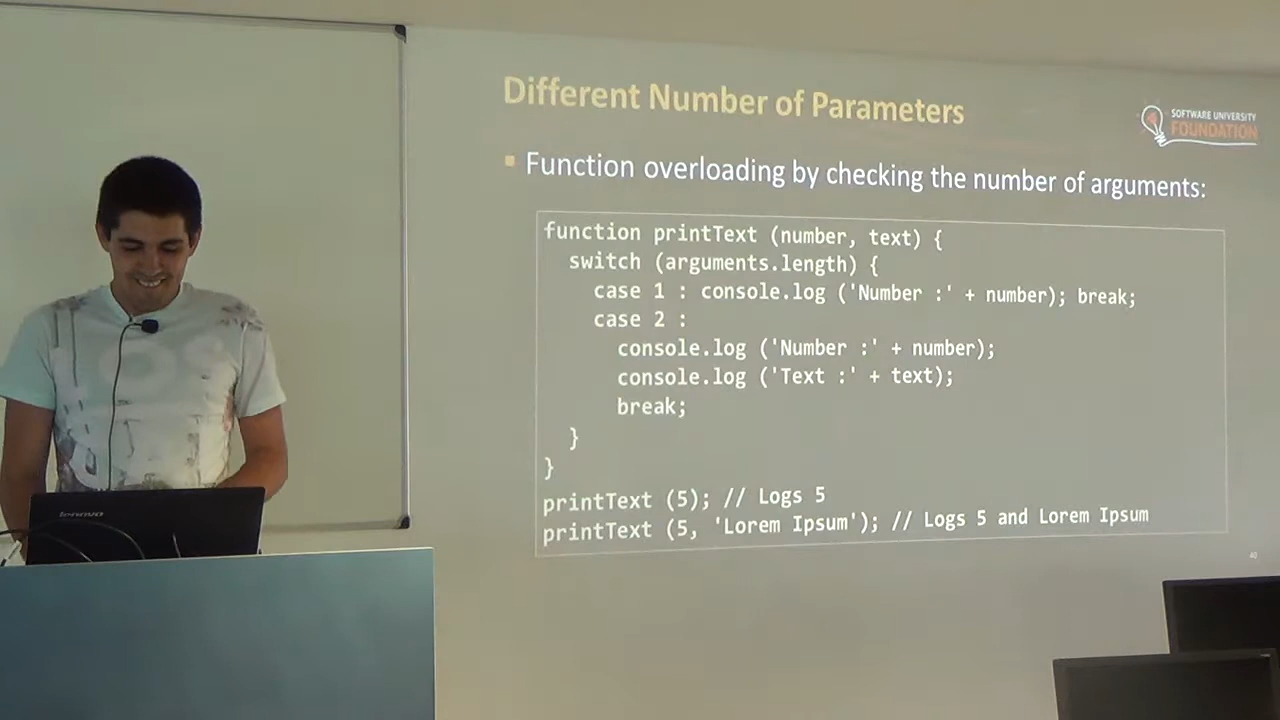 Different Number of Parameters
SOFTWARE UNIVERSITY
FOUNDATION
▪ Function overloading by checking the number of arguments:
function printText (number, text) {
switch (arguments.length) {
case 1 : console.log ('Number :' + number); break;
case 2 :
console.log ('Number :' + number);
console.log ('Text :' + text);
break;
}
}
printText (5); // Logs 5
printText (5, 'Lorem Ipsum'); // Logs 5 and Lorem Ipsum
40
lenovo